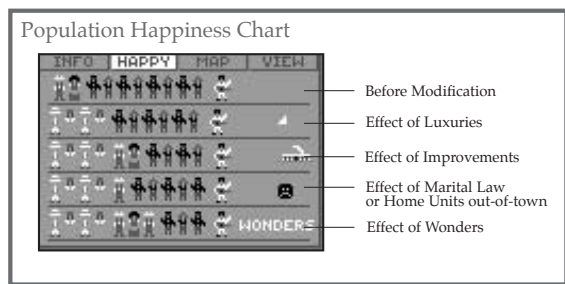 Population Happiness Chart
INFO HAPPY MAP VIEW
Before Modification
Effect of Luxuries
Effect of Improvements
Effect of Marital Law
or Home Units out-of-town
WONDERS
Effect of Wonders